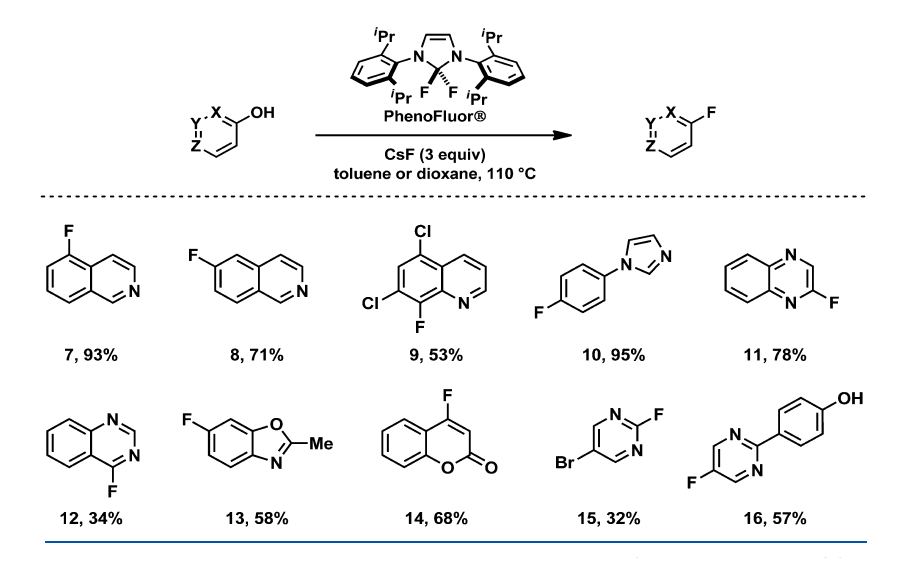 iPr iPr
N N
F F
iPr iPr
PhenoFluor®
X OH
Y
Z
CsF (3 equiv)
toluene or dioxane, 110 °C
X F
Y
Z
F
N
7, 93%
F
N
8, 71%
Cl
Cl
N
F
9, 53%
N N
F
10, 95%
N
N F
11, 78%
N
N
F
12, 34%
F O
Me
N
13, 58%
F
O O
14, 68%
N F
Br N
15, 32%
OH
N
F N
16, 57%